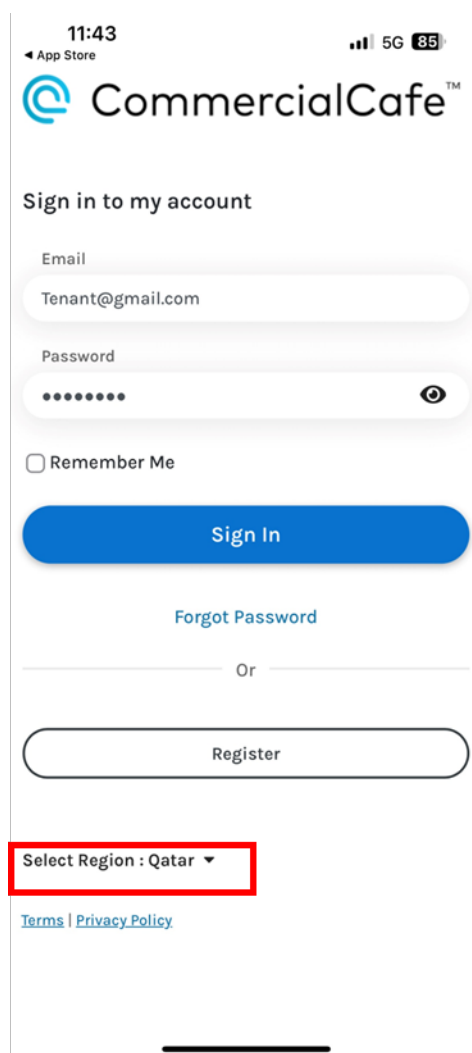 11:43
◀ App Store
5G 85
CommercialCafe™
Sign in to my account
Email
Tenant@gmail.com
Password
••••••••
Remember Me
Sign In
Forgot Password
Or
Register
Select Region : Qatar ▼
Terms | Privacy Policy